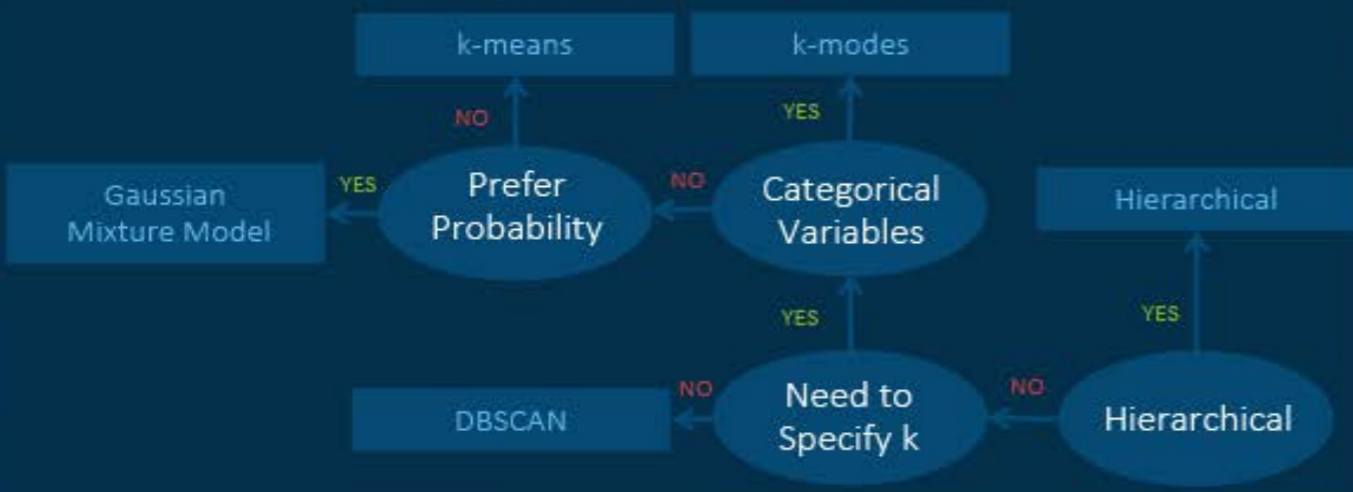 k-means
k-modes
NO
YES
Gaussian
Mixture Model
YES
Prefer
Probability
NO
Categorical
Variables
Hierarchical
YES
YES
DBSCAN
NO
Need to
Specify k
NO
Hierarchical